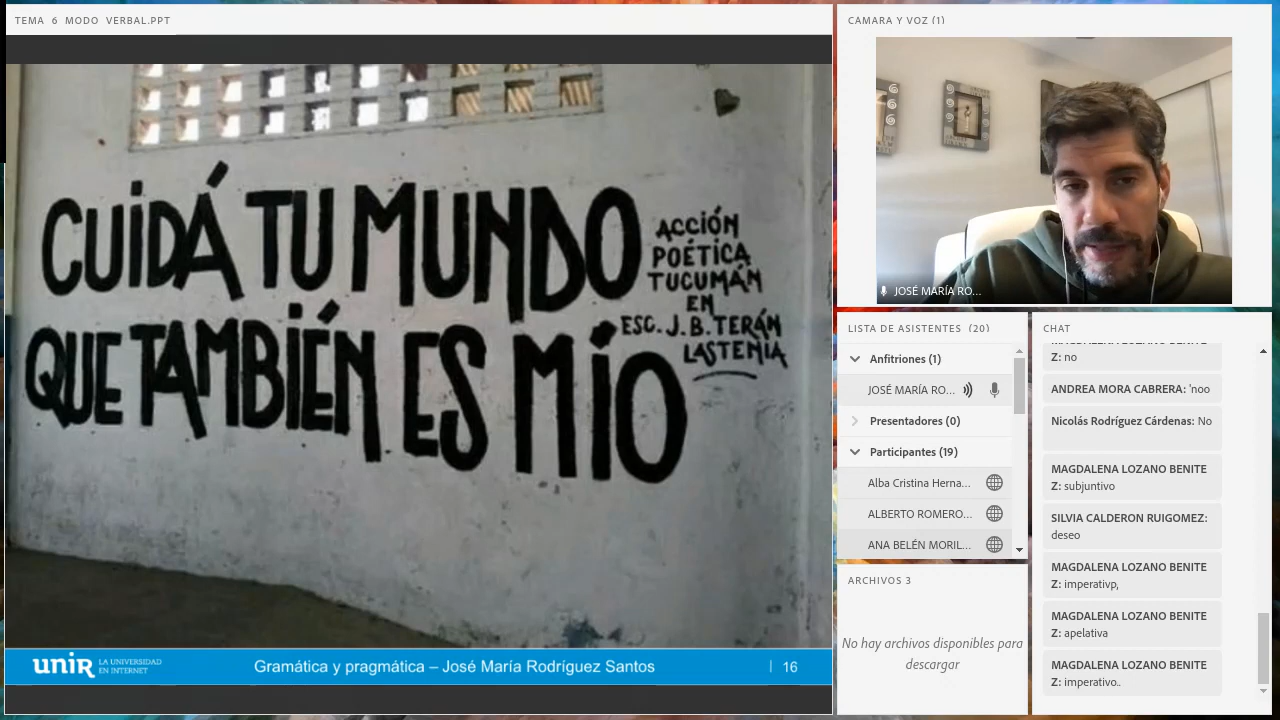 TEMA 6 MODO VERBAL.PPT
CUIDÁ TU MUNDO
QUE TAMBIÉN ES MÍO
ACCIÓN
POÉTICA
TUCUMÁN
EN
ESC. J.B. TERÁN
LASTENIA
unir LA UNIVERSIDAD
EN INTERNET
Gramática y pragmática – José María Rodríguez Santos
| 16
CAMARA Y VOZ (1)
JOSÉ MARÍA RO...
LISTA DE ASISTENTES (20)
Anfitriones (1)
JOSÉ MARÍA RO...
Presentadores (0)
Participantes (19)
Alba Cristina Herna...
ALBERTO ROMERO...
ANA BELÉN MORIL...
ARCHIVOS 3
No hay archivos disponibles para
descargar
CHAT
MAGDALENA LOZANO BENITE
Z: no
ANDREA MORA CABRERA: 'noo
Nicolás Rodríguez Cárdenas: No
MAGDALENA LOZANO BENITE
Z: subjuntivo
SILVIA CALDERON RUIGOMEZ:
deseo
MAGDALENA LOZANO BENITE
Z: imperativp,
MAGDALENA LOZANO BENITE
Z: apelativa
MAGDALENA LOZANO BENITE
Z: imperativo..